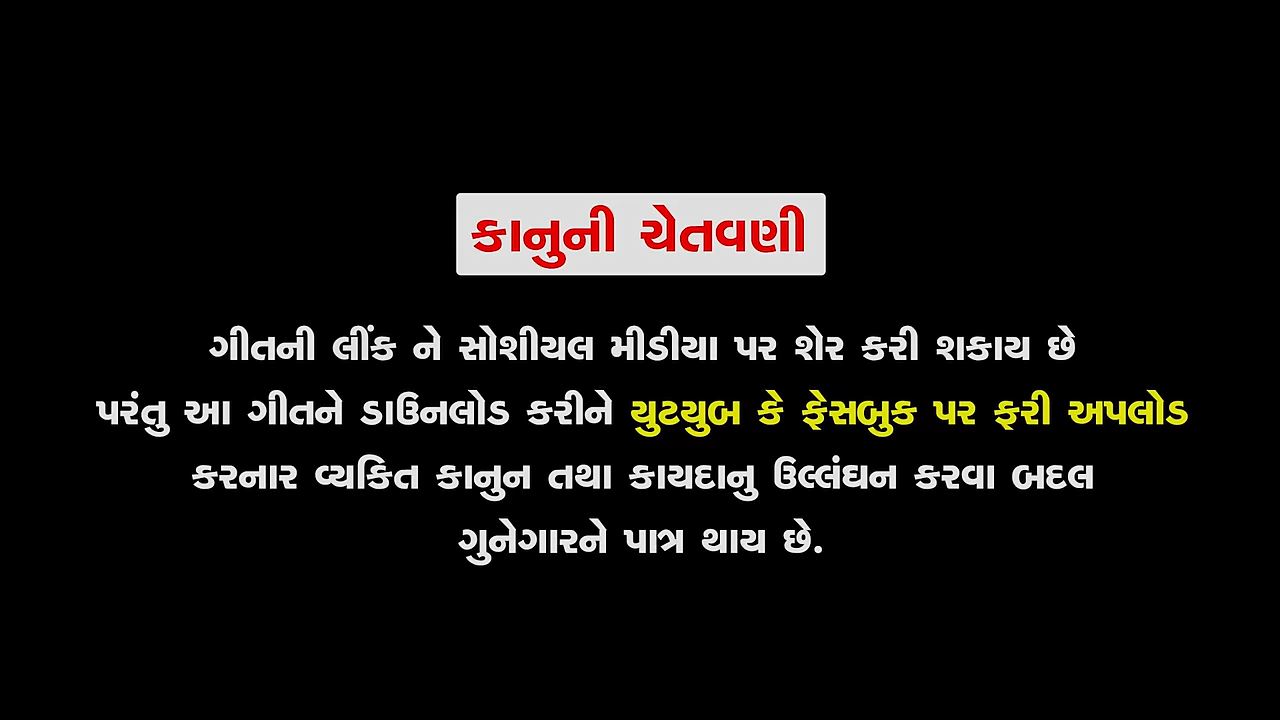 કાનુની ચેતવણી
ગીતની લીંક ને સોશીયલ મીડીયા પર શેર કરી શકાય છે
પરંતુ આ ગીતને ડાઉનલોડ કરીને યુટયુબ કે ફેસબુક પર ફરી અપલોડ
કરનાર વ્યકિત કાનુન તથા કાયદાનુ ઉલ્લંઘન કરવા બદલ
ગુનેગારને પાત્ર થાય છે.